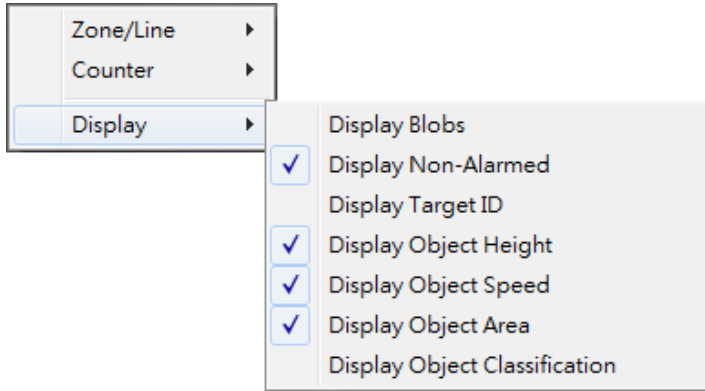 Zone/Line
Counter
Display
Display Blobs
Display Non-Alarmed
Display Target ID
Display Object Height
Display Object Speed
Display Object Area
Display Object Classification